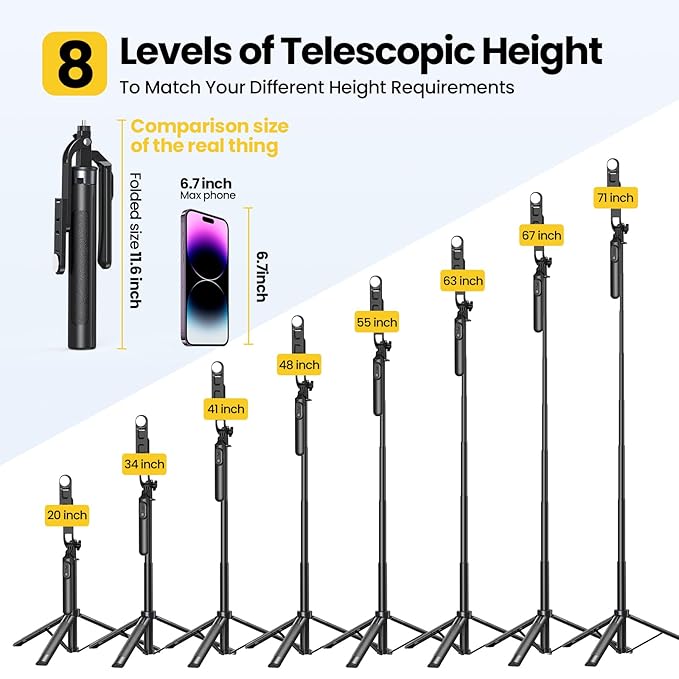 8
Levels of Telescopic Height
To Match Your Different Height Requirements
Comparison size
of the real thing
Folded size 11.6 inch
6.7 inch
Max phone
6.7inch
20 inch
34 inch
41 inch
48 inch
55 inch
63 inch
67 inch
71 inch